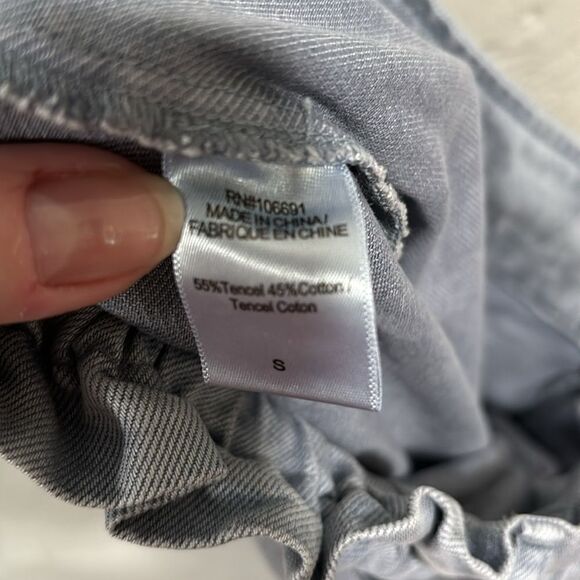 RN#106691
MADE IN CHINA/
FABRIQUE EN CHINE
55%Tencel 45%Cotton/
Tencel Coton
S